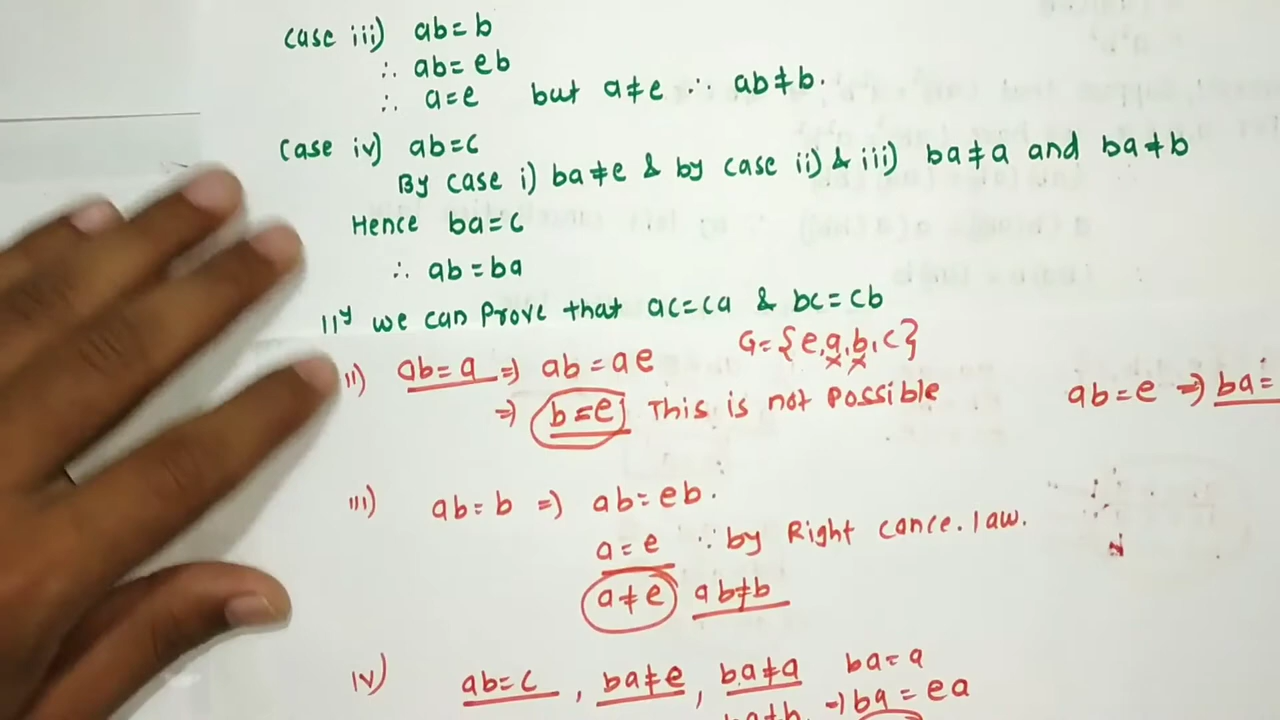 case iii) ab=b
∴ ab=eb
∴ a=e but a≠e ∴ ab≠b.
Case iv) ab=c
By case i) ba≠e & by case ii) & iii) ba≠a and ba≠b
Hence ba=c
∴ ab=ba
lly we can prove that ac=ca & bc=cb
G={e,a,b,c}
ii) ab=a ⇒ ab=ae
⇒ b=e This is not possible
ab=e ⇒ ba=
iii) ab=b ⇒ ab=eb.
a=e ∵ by Right cance. law.
a≠e ab≠b
iv) ab=c, ba≠e, ba≠a ba=a
ba≠b ⇒ ba=ea